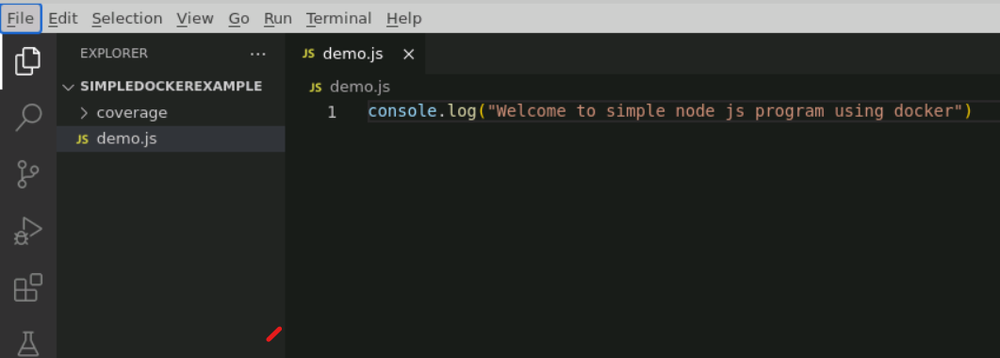 File Edit Selection View Go Run Terminal Help
EXPLORER ...
SIMPLEDOCKEREXAMPLE
coverage
JS demo.js
JS demo.js ×
JS demo.js
1 console.log("Welcome to simple node js program using docker")